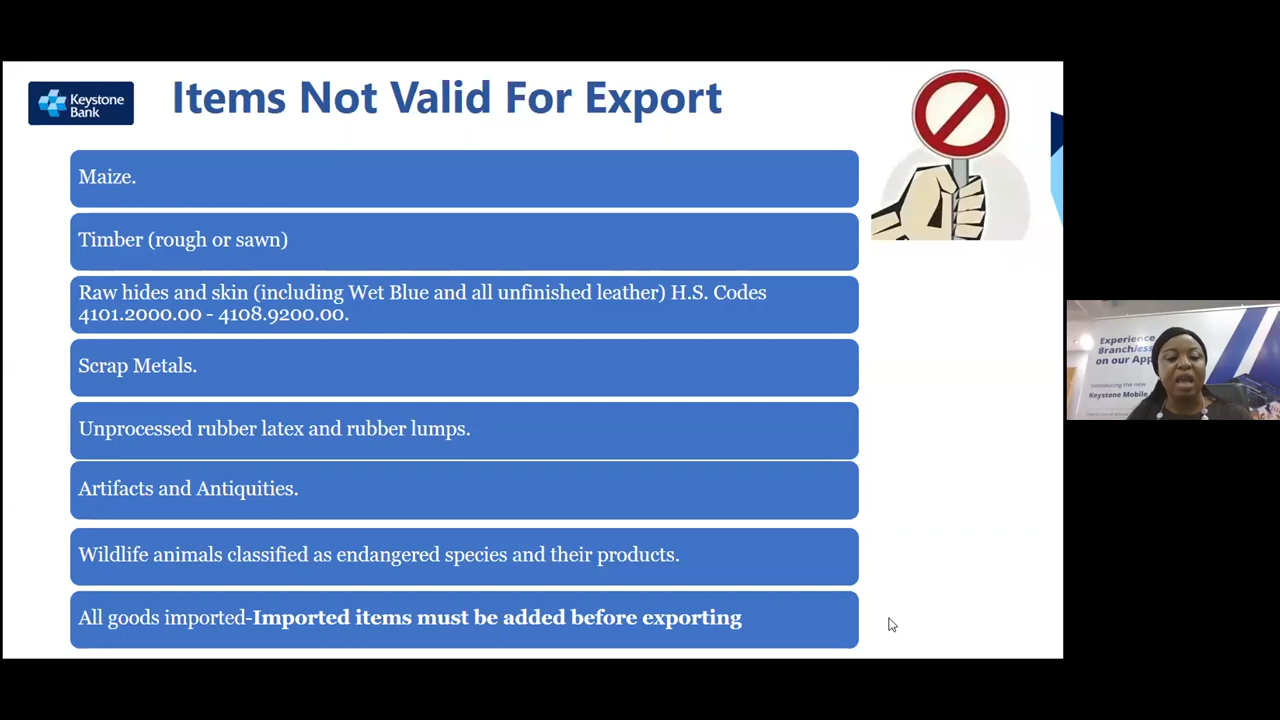 Keystone
Bank
Items Not Valid For Export
Maize.
Timber (rough or sawn)
Raw hides and skin (including Wet Blue and all unfinished leather) H.S. Codes
4101.2000.00 - 4108.9200.00.
Scrap Metals.
Unprocessed rubber latex and rubber lumps.
Artifacts and Antiquities.
Wildlife animals classified as endangered species and their products.
All goods imported-Imported items must be added before exporting
Experience
Branchless
on our App
Introducing the new
Keystone Mobile